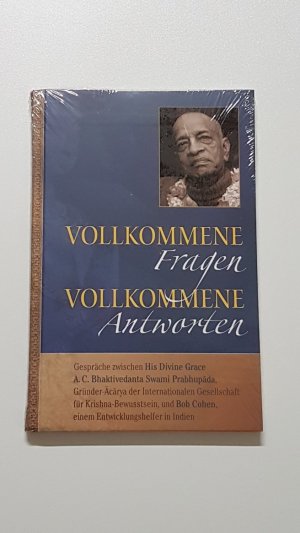 VOLLKOMMENE
Fragen
VOLLKOMMENE
Antworten
Gespräche zwischen His Divine Grace
A.C. Bhaktivedanta Swami Prabhupāda,
Gründer-Ācārya der Internationalen Gesellschaft
für Krishna-Bewusstsein, und Bob Cohen,
einem Entwicklungshelfer in Indien